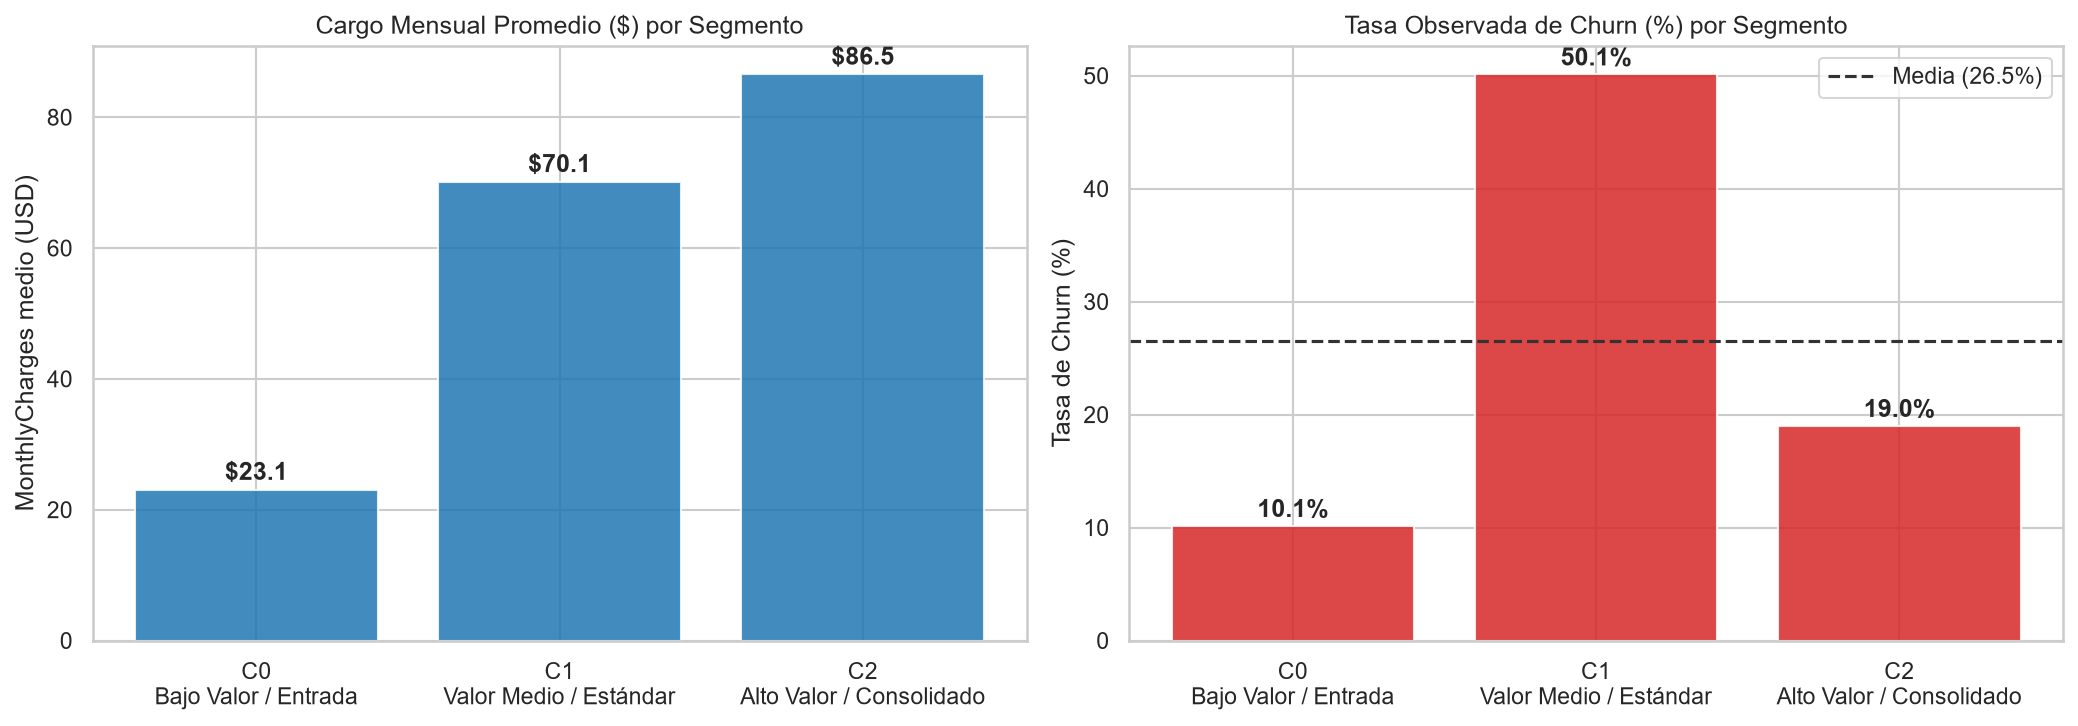 Cargo Mensual Promedio ($) por Segmento
MonthlyCharges medio (USD)
80
60
40
20
0
$23.1
$70.1
$86.5
C0
Bajo Valor / Entrada
C1
Valor Medio / Estándar
C2
Alto Valor / Consolidado
Tasa Observada de Churn (%) por Segmento
Tasa de Churn (%)
50
40
30
20
10
0
Media (26.5%)
10.1%
50.1%
19.0%
C0
Bajo Valor / Entrada
C1
Valor Medio / Estándar
C2
Alto Valor / Consolidado